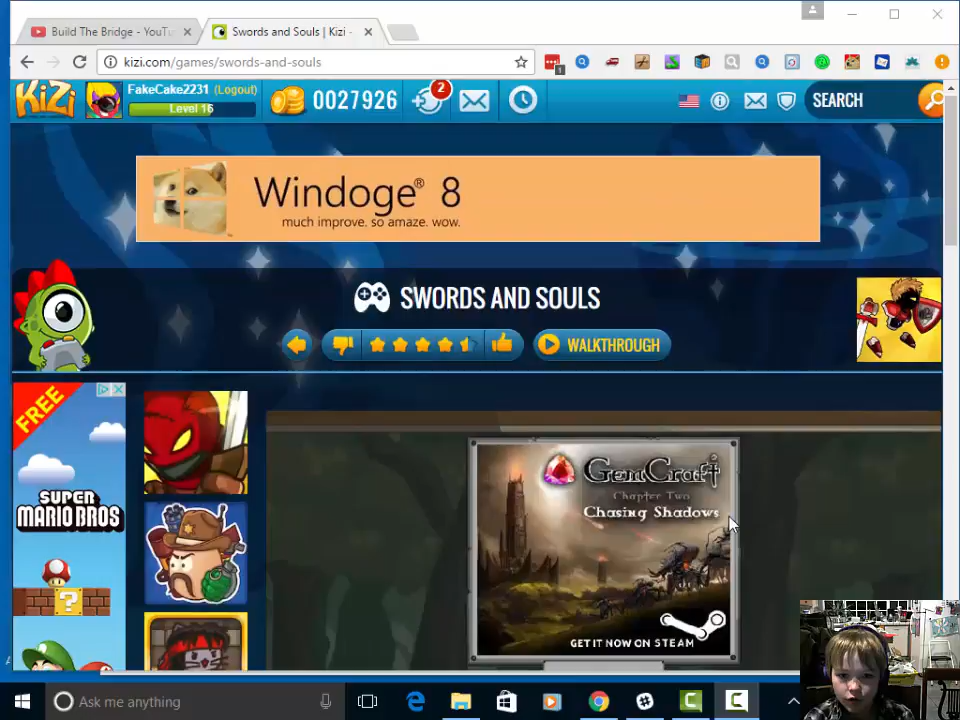 Build The Bridge - YouTu
Swords and Souls | Kizi -
kizi.com/games/swords-and-souls
1
KiZi
FakeCake2231 (Logout)
Level 16
0027926
2
SEARCH
Windoge® 8
much improve. so amaze. wow.
SWORDS AND SOULS
WALKTHROUGH
FREE
SUPER
MARIO BROS
?
GemCraft
Chapter Two
Chasing Shadows
GET IT NOW ON STEAM
Ask me anything